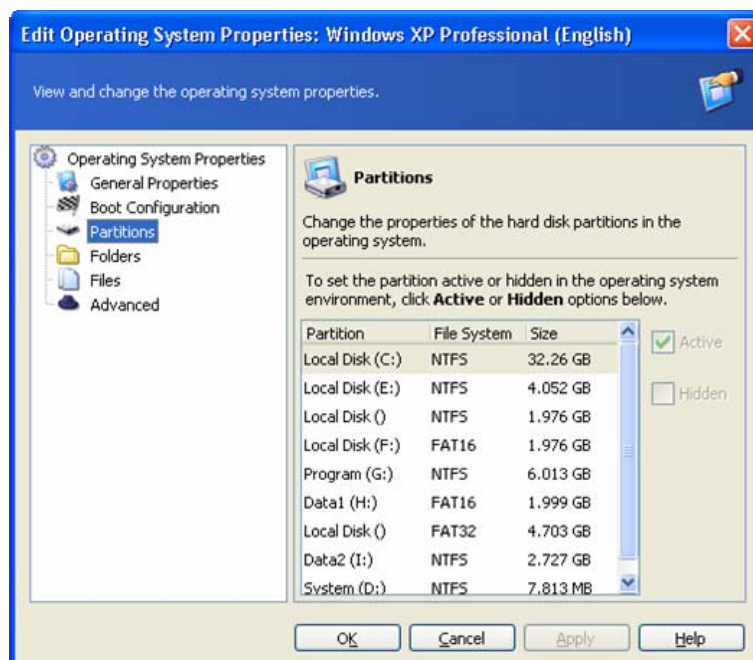 Edit Operating System Properties: Windows XP Professional (English)
View and change the operating system properties.
Operating System Properties
General Properties
Boot Configuration
Partitions
Folders
Files
Advanced
Partitions
Change the properties of the hard disk partitions in the
operating system.
To set the partition active or hidden in the operating system
environment, click Active or Hidden options below.
Partition File System Size
Local Disk (C:) NTFS 32.26 GB
Local Disk (E:) NTFS 4.052 GB
Local Disk () NTFS 1.976 GB
Local Disk (F:) FAT16 1.976 GB
Program (G:) NTFS 6.013 GB
Data1 (H:) FAT16 1.999 GB
Local Disk () FAT32 4.703 GB
Data2 (I:) NTFS 2.727 GB
System (D:) NTFS 7.813 MB
Active
Hidden
OK Cancel Apply Help